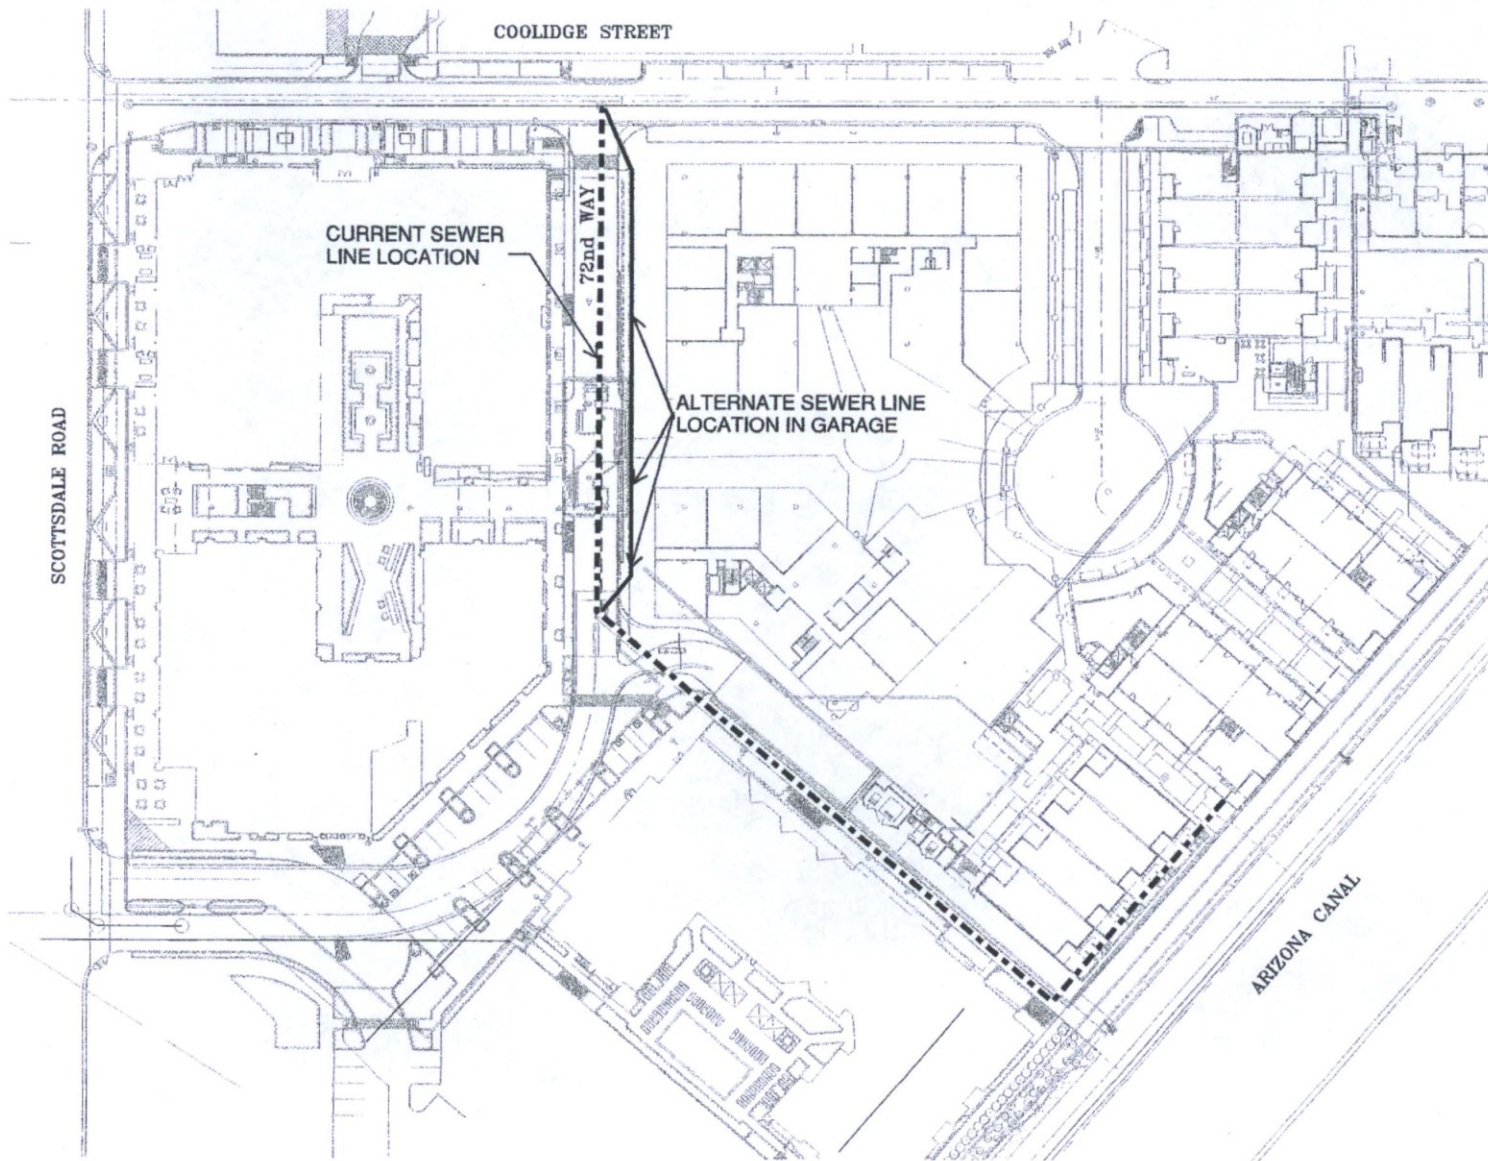 COOLIDGE STREET
CURRENT SEWER
LINE LOCATION
72nd WAY
ALTERNATE SEWER LINE
LOCATION IN GARAGE
SCOTTSDALE ROAD
ARIZONA CANAL